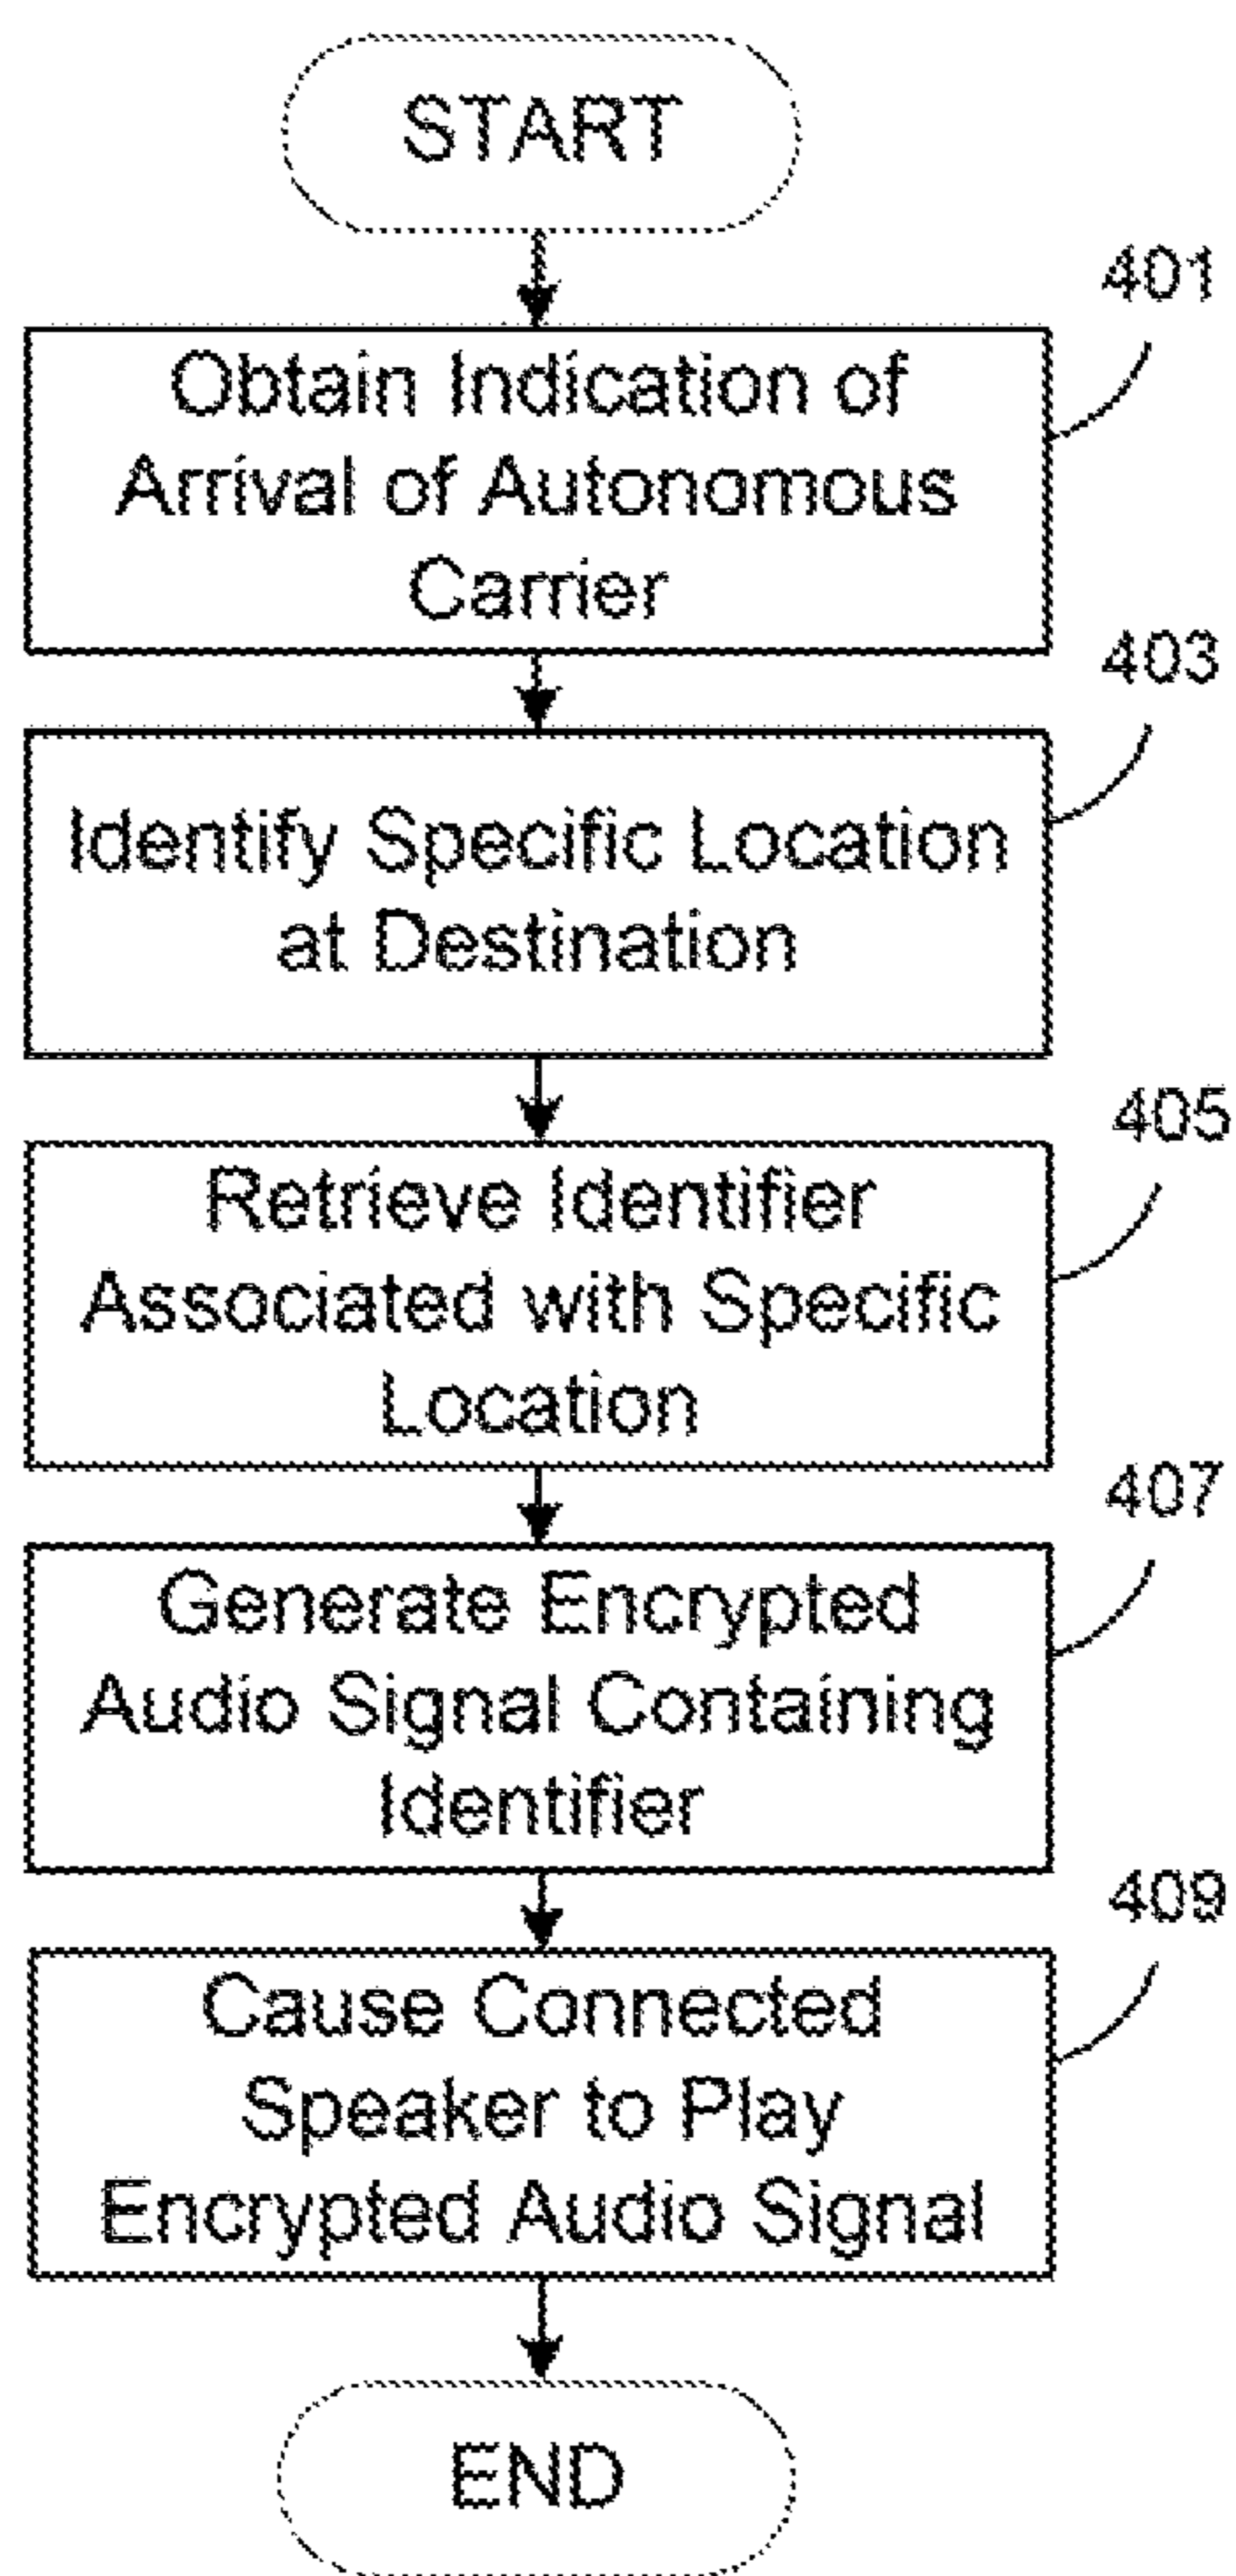 START
401
Obtain Indication of
Arrival of Autonomous
Carrier
403
Identify Specific Location
at Destination
405
Retrieve Identifier
Associated with Specific
Location
407
Generate Encrypted
Audio Signal Containing
Identifier
409
Cause Connected
Speaker to Play
Encrypted Audio Signal
END